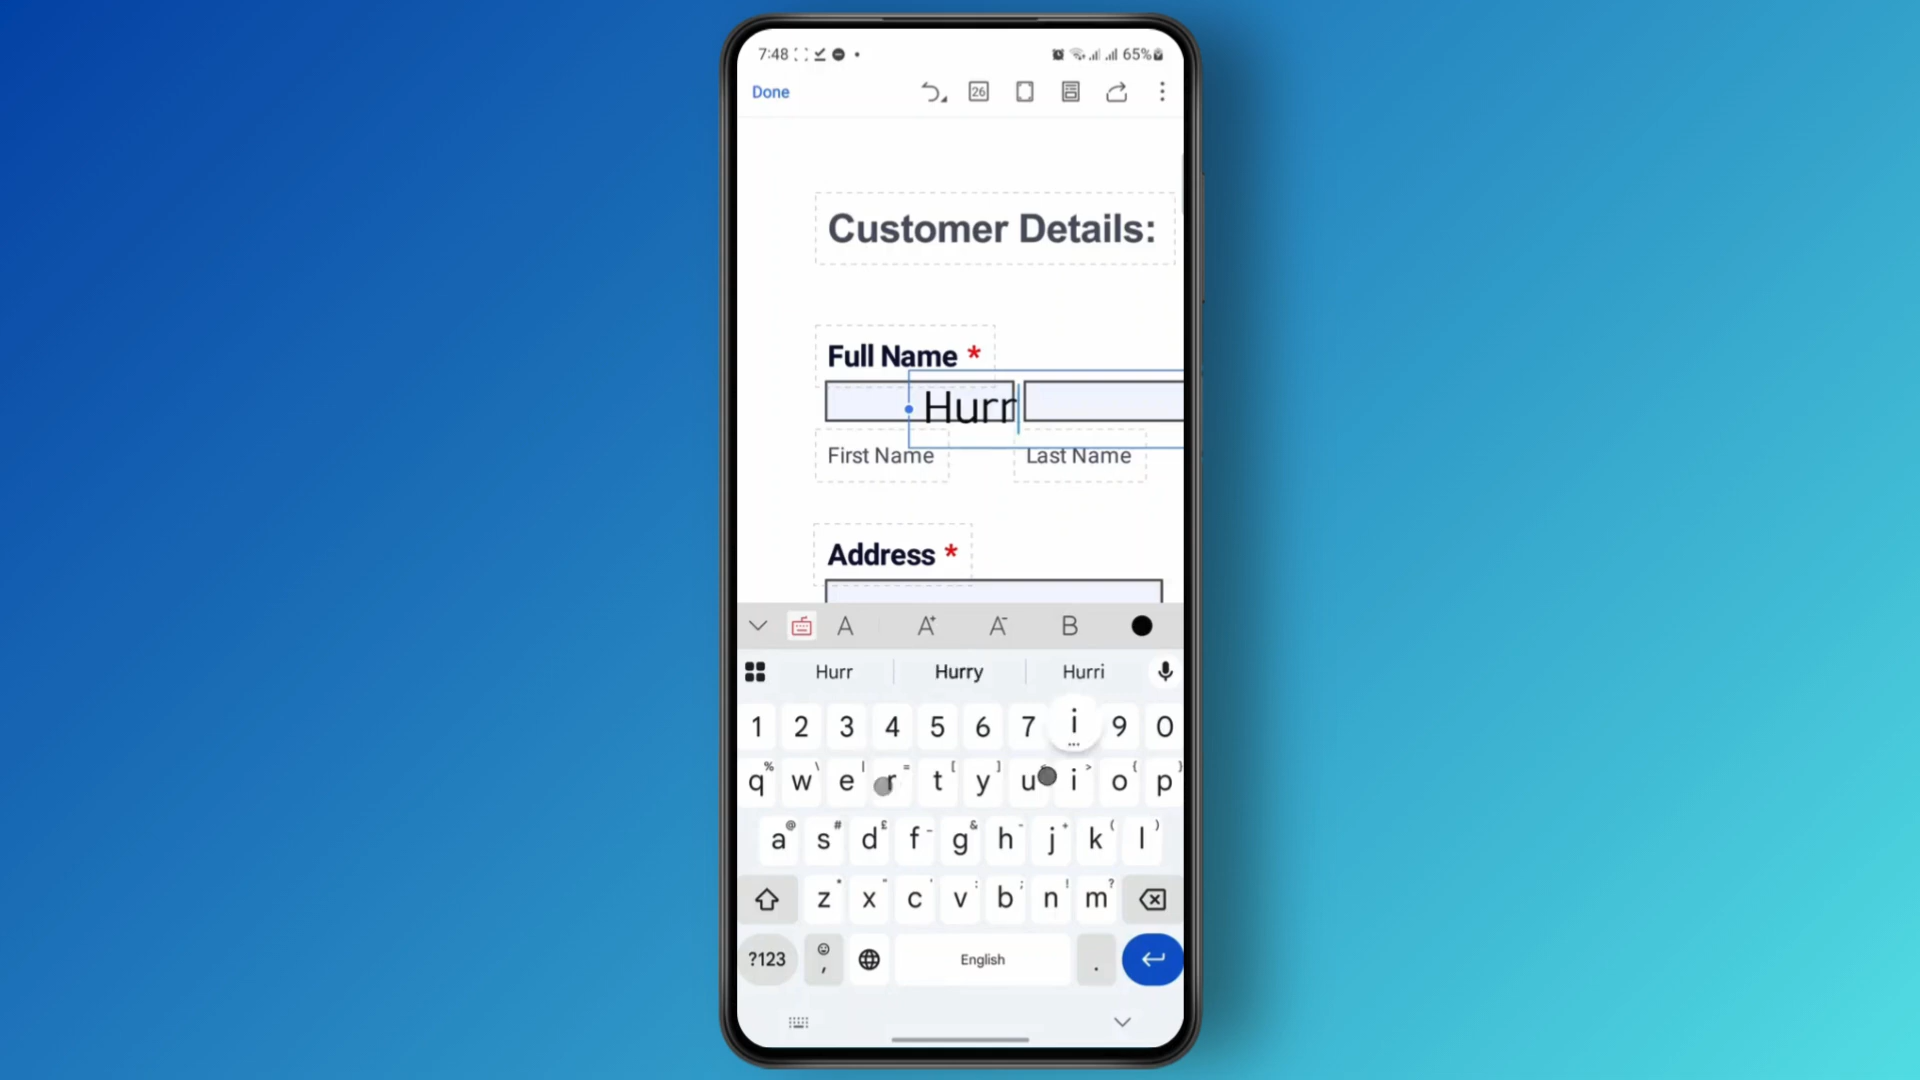 7:48 65%
Done 26
Customer Details:
Full Name *
Hurr
First Name Last Name
Address *
A A+ A- B
Hurr Hurry Hurri
1 2 3 4 5 6 7 i 9 0
q % w \ e | r = t [ y ] u < i > o { p }
a @ s # d £ f _ g & h - j + k ( l )
z * x " c ' v : b ; n ! m ?
?123 , English .